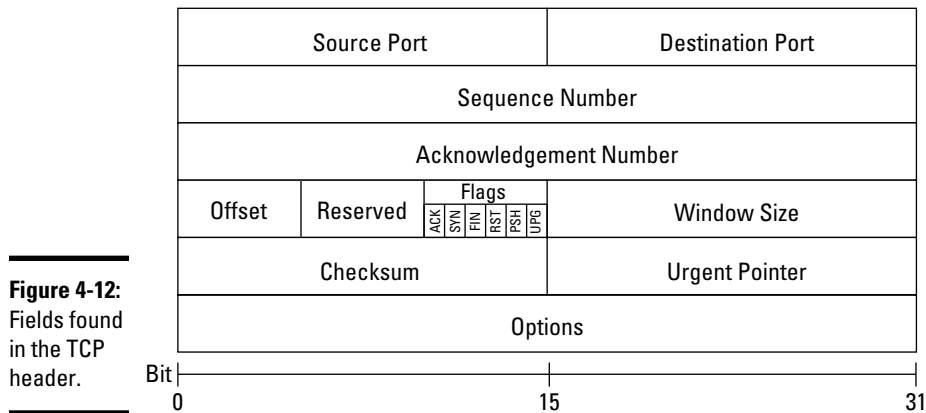 Source Port
Destination Port
Sequence Number
Acknowledgement Number
Offset
Reserved
Flags
ACK
SYN
FIN
RST
PSH
UPG
Window Size
Checksum
Urgent Pointer
Options
Bit
0
15
31
Figure 4-12:
Fields found
in the TCP
header.